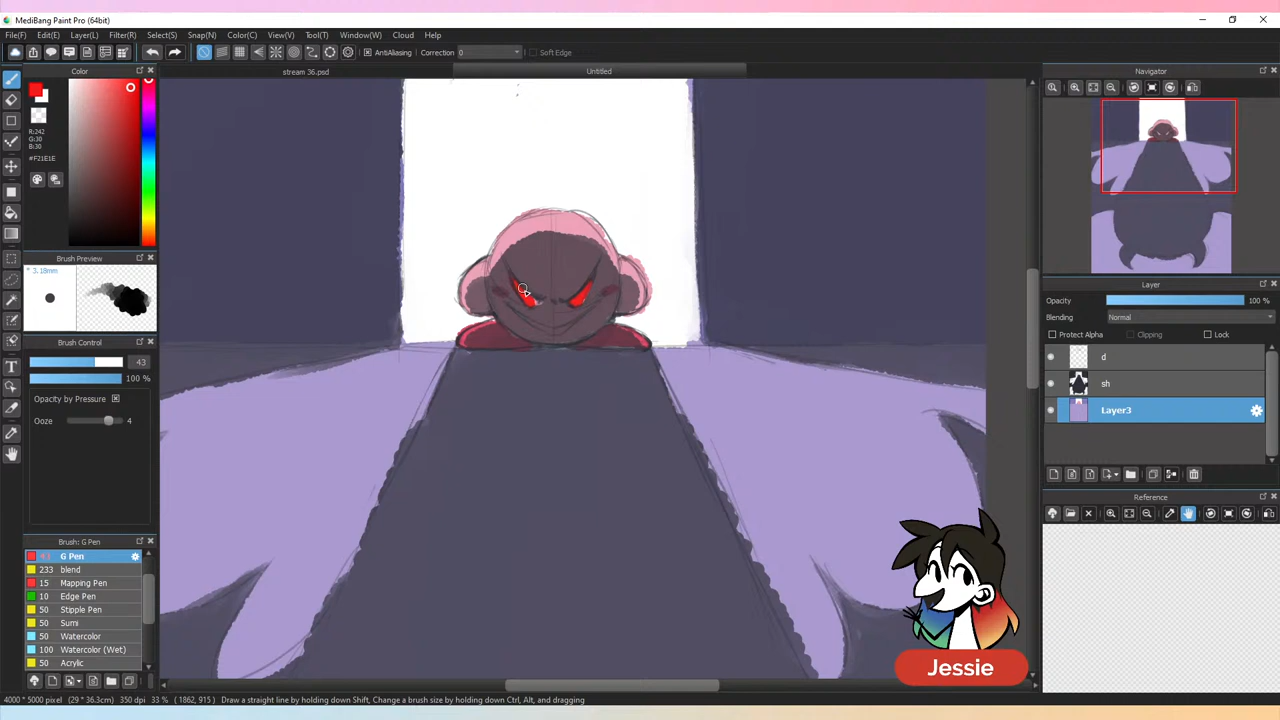 MediBang Paint Pro (64bit)
File(F) Edit(E) Layer(L) Filter(R) Select(S) Snap(N) Color(C) View(V) Tool(T) Window(W) Cloud Help
AntiAliasing Correction 0 Soft Edge
Color
stream 36.psd
Untitled
Navigator
R:242
G:30
B:30
#F21E1E
Brush Preview
* 3.18mm
Brush Control
43
100 %
Opacity by Pressure
Ooze 4
Brush: G Pen
G Pen
233 blend
15 Mapping Pen
10 Edge Pen
50 Stipple Pen
50 Sumi
50 Watercolor
100 Watercolor (Wet)
50 Acrylic
Layer
Opacity 100 %
Blending Normal
Protect Alpha Clipping Lock
d
sh
Layer3
Reference
Jessie
4000 * 5000 pixel (29 * 36.3cm) 350 dpi 33 % ( 1862, 915 ) Draw a straight line by holding down Shift, Change a brush size by holding down Ctrl, Alt, and dragging